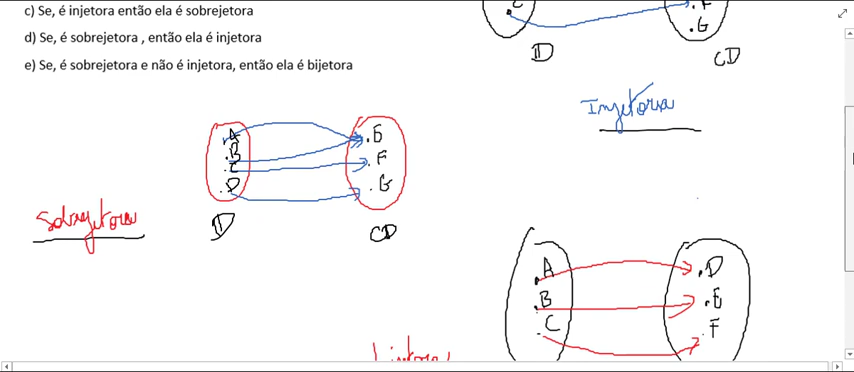 c) Se, é injetora então ela é sobrejetora
d) Se, é sobrejetora , então ela é injetora
e) Se, é sobrejetora e não é injetora, então ela é bijetora
C
F
G
D
CD
Injetora
A
B
C
D
E
F
G
D
CD
Sobrejetora
A
B
C
D
E
F